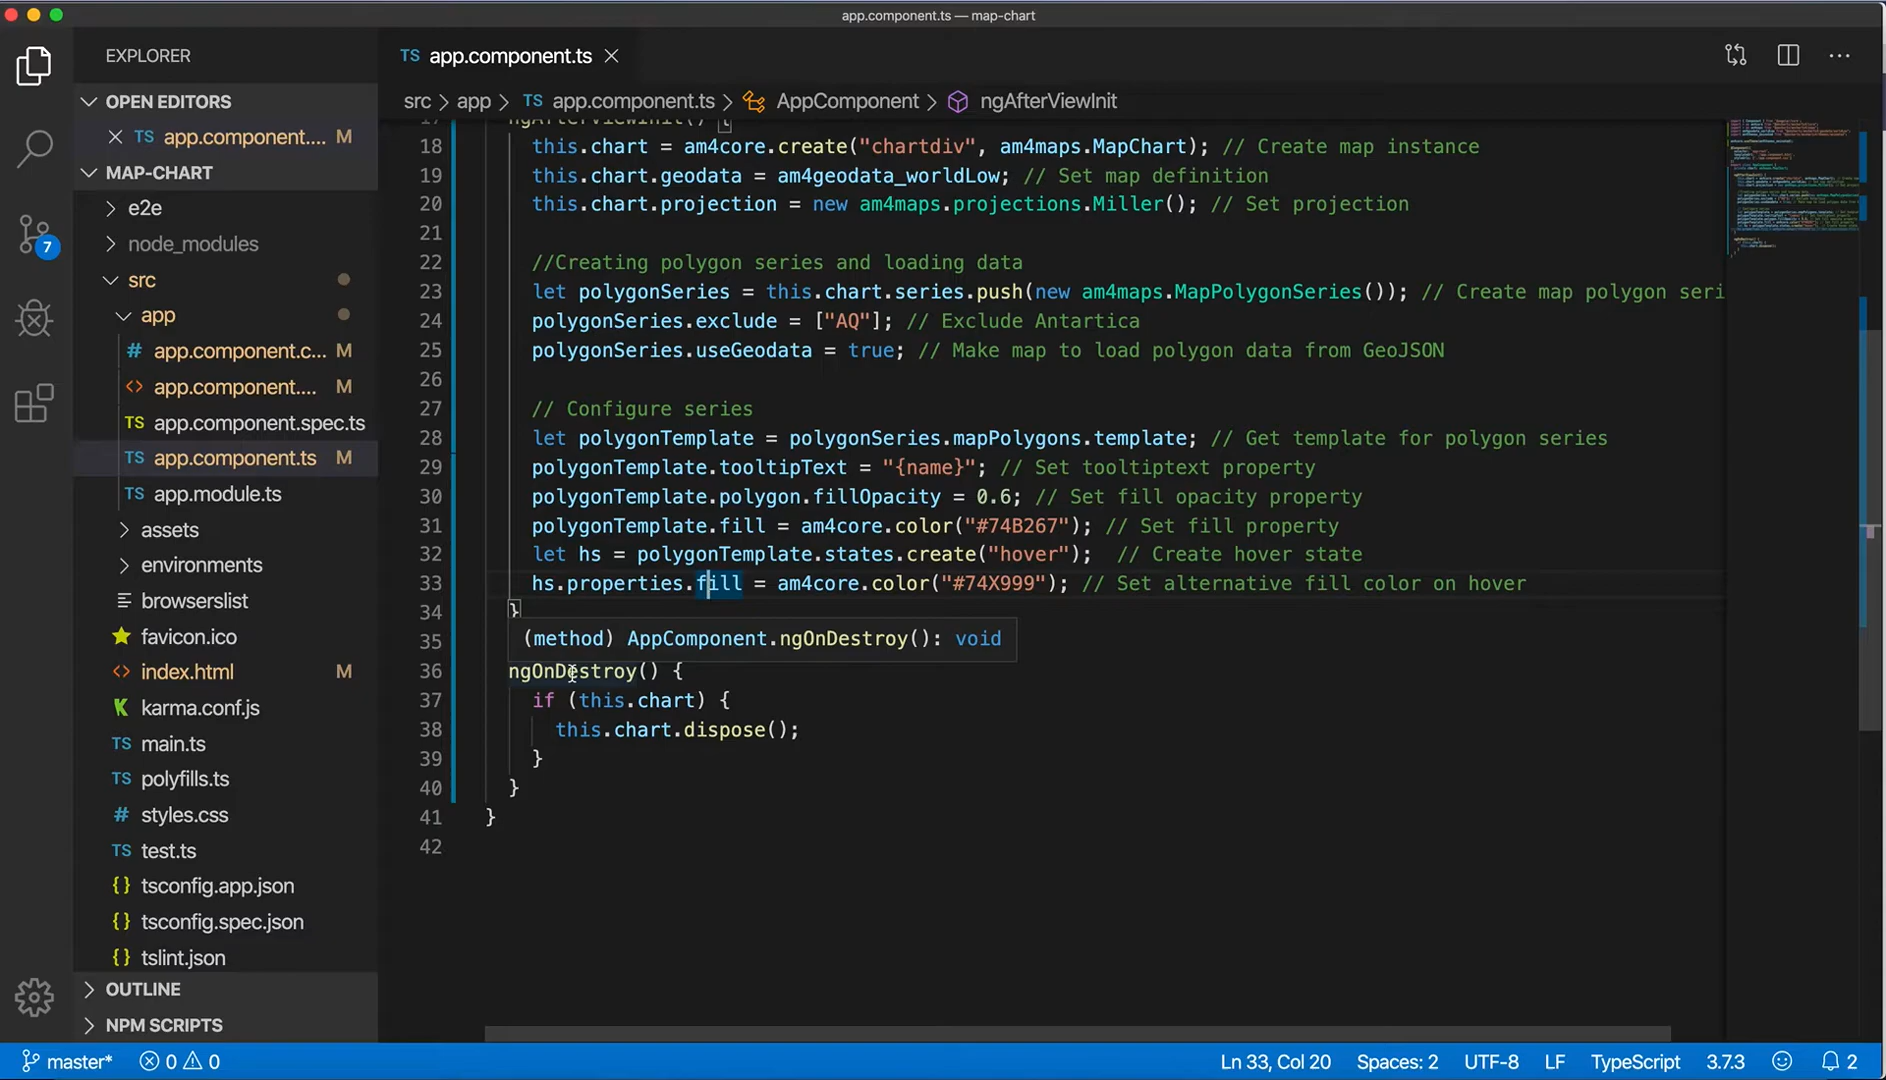 app.component.ts — map-chart
EXPLORER
TS app.component.ts
OPEN EDITORS
src > app > TS app.component.ts > AppComponent > ngAfterViewInit
TS app.component.... M
MAP-CHART
e2e
node_modules
src
app
# app.component.c... M
<> app.component.... M
TS app.component.spec.ts
TS app.component.ts M
TS app.module.ts
assets
environments
browserslist
favicon.ico
<> index.html M
karma.conf.js
TS main.ts
TS polyfills.ts
# styles.css
TS test.ts
{} tsconfig.app.json
{} tsconfig.spec.json
{} tslint.json
OUTLINE
NPM SCRIPTS
7
17 ngAfterViewInit() {
18 this.chart = am4core.create("chartdiv", am4maps.MapChart); // Create map instance
19 this.chart.geodata = am4geodata_worldLow; // Set map definition
20 this.chart.projection = new am4maps.projections.Miller(); // Set projection
21
22 //Creating polygon series and loading data
23 let polygonSeries = this.chart.series.push(new am4maps.MapPolygonSeries()); // Create map polygon seri
24 polygonSeries.exclude = ["AQ"]; // Exclude Antartica
25 polygonSeries.useGeodata = true; // Make map to load polygon data from GeoJSON
26
27 // Configure series
28 let polygonTemplate = polygonSeries.mapPolygons.template; // Get template for polygon series
29 polygonTemplate.tooltipText = "{name}"; // Set tooltiptext property
30 polygonTemplate.polygon.fillOpacity = 0.6; // Set fill opacity property
31 polygonTemplate.fill = am4core.color("#74B267"); // Set fill property
32 let hs = polygonTemplate.states.create("hover"); // Create hover state
33 hs.properties.fill = am4core.color("#74X999"); // Set alternative fill color on hover
34 }
35 (method) AppComponent.ngOnDestroy(): void
36 ngOnDestroy() {
37 if (this.chart) {
38 this.chart.dispose();
39 }
40 }
41 }
42
master* 0 0 Ln 33, Col 20 Spaces: 2 UTF-8 LF TypeScript 3.7.3 2